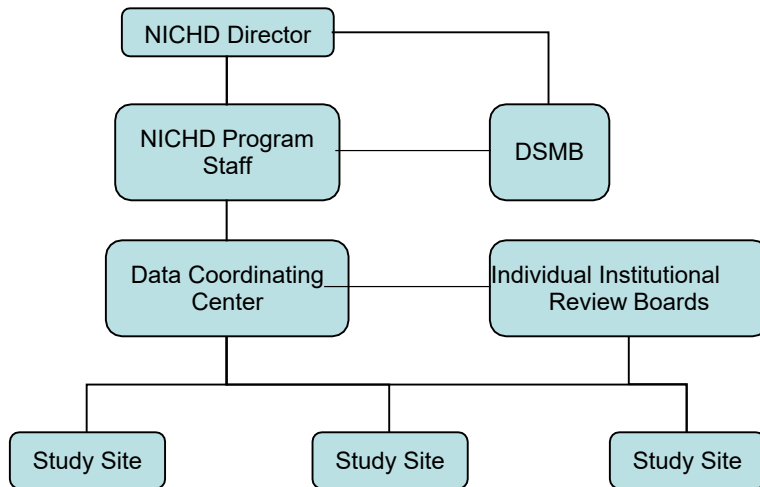 NICHD Director
NICHD Program
Staff
DSMB
Data Coordinating
Center
Individual Institutional
Review Boards
Study Site
Study Site
Study Site